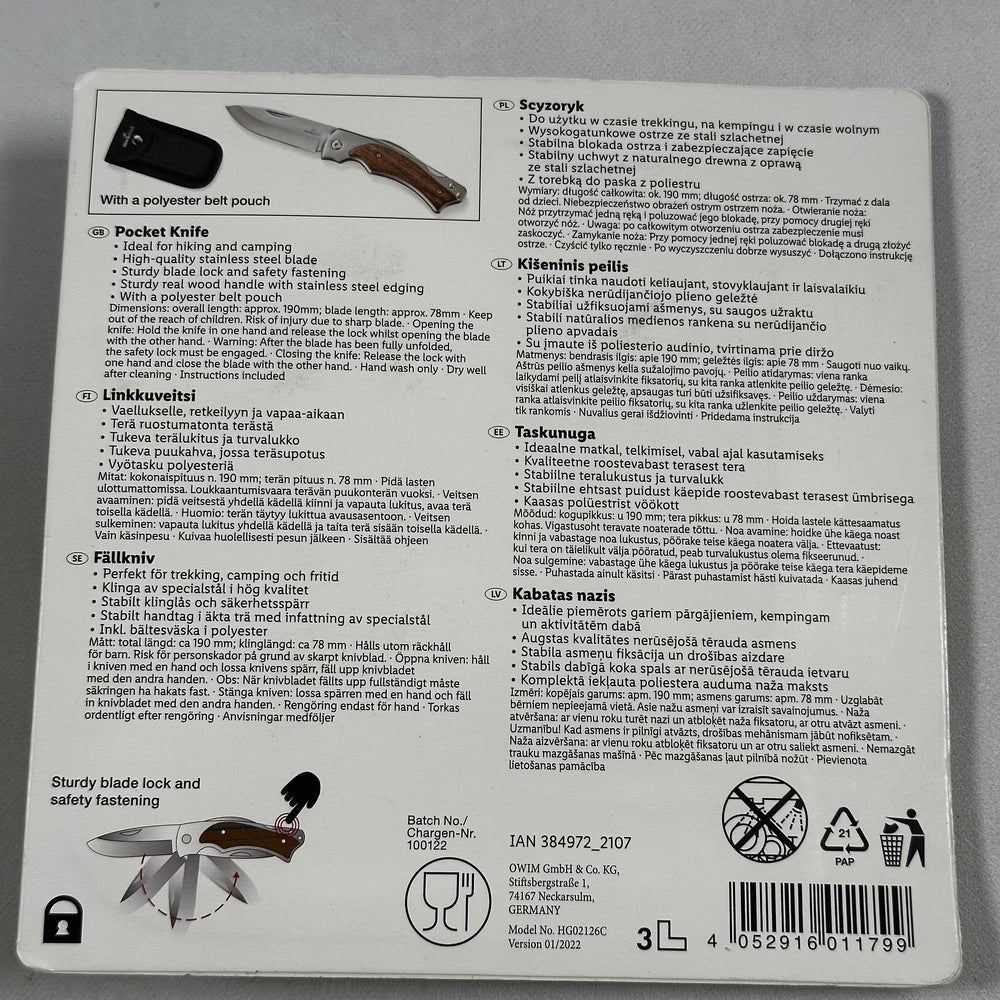 With a polyester belt pouch
GB Pocket Knife
• Ideal for hiking and camping
• High-quality stainless steel blade
• Sturdy blade lock and safety fastening
• Sturdy real wood handle with stainless steel edging
• With a polyester belt pouch
Dimensions: overall length: approx. 190mm; blade length: approx. 78mm · Keep
out of the reach of children. Risk of injury due to sharp blade. · Opening the
knife: Hold the knife in one hand and release the lock whilst opening the blade
with the other hand. · Warning: After the blade has been fully unfolded,
the safety lock must be engaged. · Closing the knife: Release the lock with
one hand and close the blade with the other hand. · Hand wash only · Dry well
after cleaning · Instructions included
FI Linkkuveitsi
• Vaellukselle, retkeilyyn ja vapaa-aikaan
• Terä ruostumatonta terästä
• Tukeva terälukitus ja turvalukko
• Tukeva puukahva, jossa teräsupotus
• Vyötasku polyesteriä
Mitat: kokonaispituus n. 190 mm; terän pituus n. 78 mm · Pidä lasten
ulottumattomissa. Loukkaantumisvaara terävän puukonterän vuoksi. · Veitsen
avaaminen: pidä veitsestä yhdellä kädellä kiinni ja vapauta lukitus, avaa terä
toisella kädellä. · Huomio: terän täytyy lukittua avausasentoon. · Veitsen
sulkeminen: vapauta lukitus yhdellä kädellä ja taita terä sisään toisella kädellä. ·
Vain käsinpesu · Kuivaa huolellisesti pesun jälkeen · Sisältää ohjeen
SE Fällkniv
• Perfekt för trekking, camping och fritid
• Klinga av specialstål i hög kvalitet
• Stabilt klinglås och säkerhetsspärr
• Stabilt handtag i äkta trä med infattning av specialstål
• Inkl. bältesväska i polyester
Mått: total längd: ca 190 mm; klinglängd: ca 78 mm · Hålls utom räckhåll
för barn. Risk för personskador på grund av skarpt knivblad. · Öppna kniven: håll
i kniven med en hand och lossa knivens spärr, fäll upp knivbladet
med den andra handen. · Obs: När knivbladet fällts upp fullständigt måste
säkringen ha hakats fast. · Stänga kniven: lossa spärren med en hand och fäll
in knivbladet med den andra handen. · Rengöring endast för hand · Torkas
ordentligt efter rengöring · Anvisningar medföljer
Sturdy blade lock and
safety fastening
Batch No./
Chargen-Nr.
100122
PL Scyzoryk
• Do użytku w czasie trekkingu, na kempingu i w czasie wolnym
• Wysokogatunkowe ostrze ze stali szlachetnej
• Stabilna blokada ostrza i zabezpieczające zapięcie
• Stabilny uchwyt z naturalnego drewna z oprawą
ze stali szlachetnej
• Z torebką do paska z poliestru
Wymiary: długość całkowita: ok. 190 mm; długość ostrza: ok. 78 mm · Trzymać z dala
od dzieci. Niebezpieczeństwo obrażeń ostrym ostrzem noża. · Otwieranie noża:
Nóż przytrzymać jedną ręką i poluzować jego blokadę, przy pomocy drugiej ręki
otworzyć nóż. · Uwaga: po całkowitym otworzeniu ostrza zabezpieczenie musi
zaskoczyć. · Zamykanie noża: Przy pomocy jednej ręki poluzować blokadę a drugą złożyć
ostrze. · Czyścić tylko ręcznie · Po wyczyszczeniu dobrze wysuszyć · Dołączono instrukcję
LT Kišeninis peilis
• Puikiai tinka naudoti keliaujant, stovyklaujant ir laisvalaikiu
• Kokybiška nerūdijančiojo plieno geležtė
• Stabiliai užfiksuojami ašmenys, su saugos užraktu
• Stabili natūralios medienos rankena su nerūdijančio
plieno apvadais
• Su įmaute iš poliesterio audinio, tvirtinama prie diržo
Matmenys: bendrasis ilgis: apie 190 mm; geležtės ilgis: apie 78 mm · Saugoti nuo vaikų.
Aštrūs peilio ašmenys kelia sužalojimo pavojų. · Peilio atidarymas: viena ranka
laikydami peilį atlaisvinkite fiksatorių, su kita ranka atlenkite peilio geležtę. · Dėmesio:
visiškai atlenkus geležtę, apsaugas turi būti užsifiksavęs. · Peilio uždarymas: viena
ranka atlaisvinkite peilio fiksatorių, su kita ranka užlenkite peilio geležtę. · Valyti
tik rankomis · Nuvalius gerai išdžiovinti · Pridedama instrukcija
EE Taskunuga
• Ideaalne matkal, telkimisel, vabal ajal kasutamiseks
• Kvaliteetne roostevabast terasest tera
• Stabiilne teralukustus ja turvalukk
• Stabiilne ehtsast puidust käepide roostevabast terasest ümbrisega
• Kaasas polüestrist vöökott
Mõõdud: kogupikkus: u 190 mm; tera pikkus: u 78 mm · Hoida lastele kättesaamatus
kohas. Vigastusoht teravate noaterade tõttu. · Noa avamine: hoidke ühe käega noast
kinni ja vabastage noa lukustus, pöörake teise käega noatera välja. · Ettevaatust:
kui tera on täielikult välja pööratud, peab turvalukustus olema fikseerunud. ·
Noa sulgemine: vabastage ühe käega lukustus ja pöörake teise käega tera käepideme
sisse. · Puhastada ainult käsitsi · Pärast puhastamist hästi kuivatada · Kaasas juhend
LV Kabatas nazis
• Ideālie piemērots gariem pārgājieniem, kempingam
un aktivitātēm dabā
• Augstas kvalitātes nerūsējošā tērauda asmens
• Stabila asmeņu fiksācija un drošības aizdare
• Stabils dabīgā koka spals ar nerūsējošā tērauda ietvaru
• Komplektā iekļauta poliestera auduma naža maksts
Izmēri: kopējais garums: apm. 190 mm; asmens garums: apm. 78 mm · Uzglabāt
bērniem nepieejamā vietā. Asie nažu asmeņi var izraisīt savainojumus. · Naža
atvēršana: ar vienu roku turēt nazi un atbloķēt naža fiksatoru, ar otru atvāzt asmeni. ·
Uzmanību! Kad asmens ir pilnīgi atvāzts, drošības mehānismam jābūt nofiksētam. ·
Naža aizvēršana: ar vienu roku atbloķēt fiksatoru un ar otru saliekt asmeni. · Nemazgāt
trauku mazgāšanas mašīnā · Pēc mazgāšanas ļaut pilnībā nožūt · Pievienota
lietošanas pamācība
IAN 384972_2107
OWIM GmbH & Co. KG,
Stiftsbergstraße 1,
74167 Neckarsulm,
GERMANY
Model No. HG02126C
Version 01/2022
21
PAP
3L
4 052916 011799